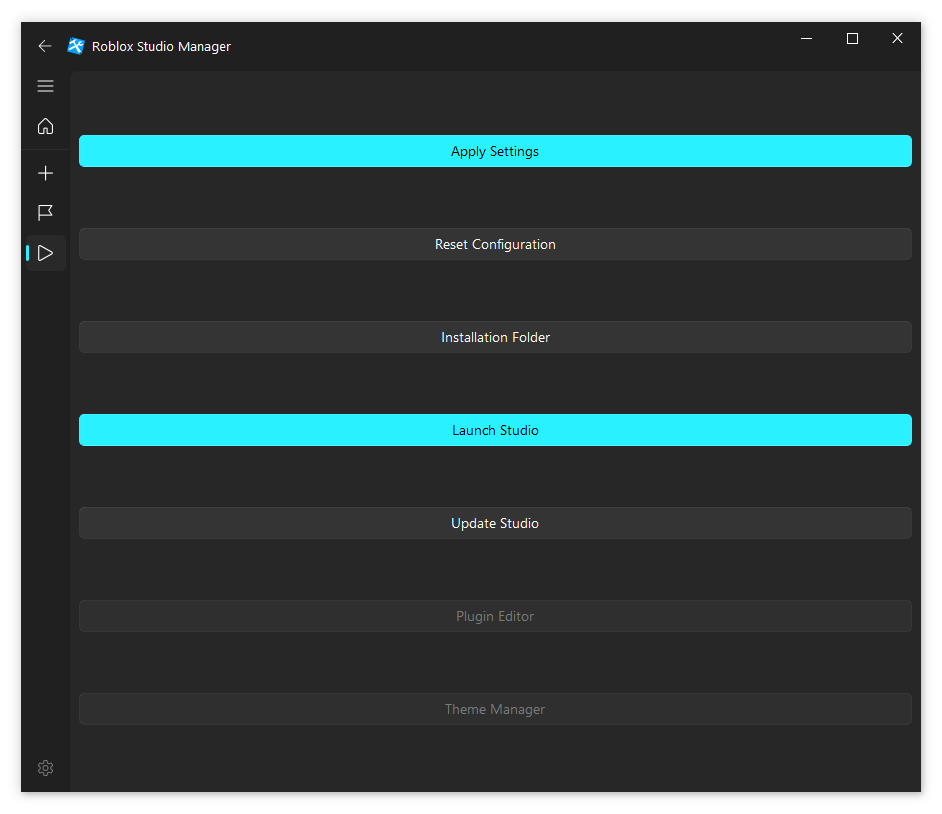 Roblox Studio Manager
Apply Settings
Reset Configuration
Installation Folder
Launch Studio
Update Studio
Plugin Editor
Theme Manager